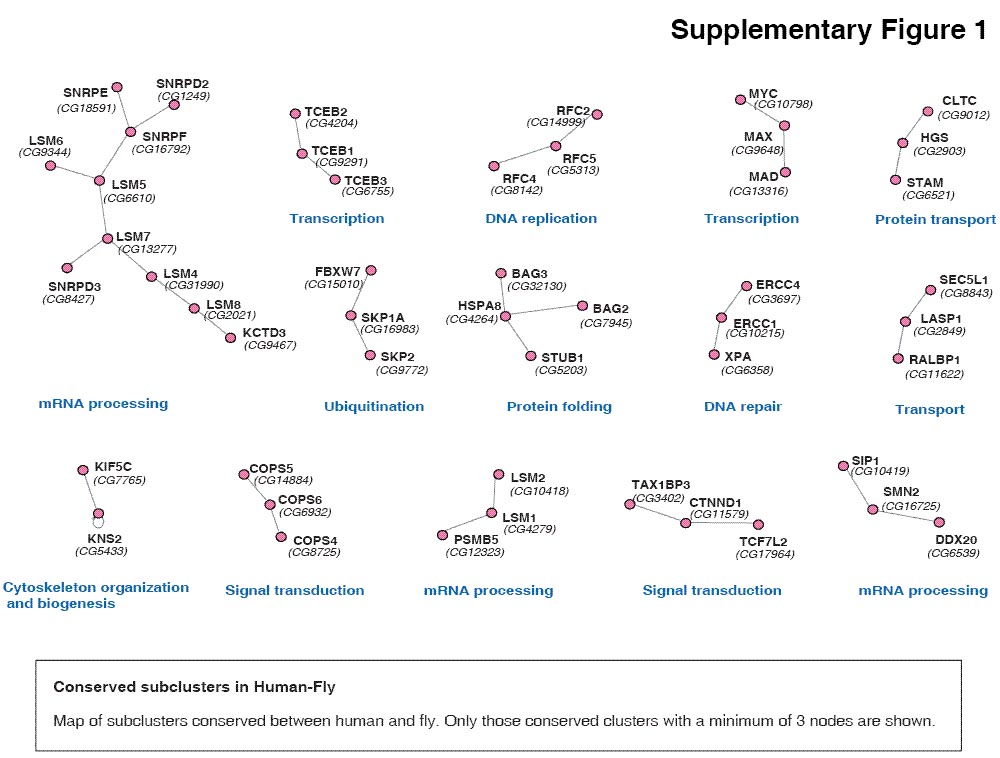 Supplementary Figure 1
SNRPE
(CG18591)
SNRPD2
(CG1249)
SNRPF
(CG16792)
LSM6
(CG9344)
LSM5
(CG6610)
LSM7
(CG13277)
SNRPD3
(CG8427)
LSM4
(CG31990)
LSM8
(CG2021)
KCTD3
(CG9467)
mRNA processing
TCEB2
(CG4204)
TCEB1
(CG9291)
TCEB3
(CG6755)
Transcription
RFC2
(CG14999)
RFC5
(CG5313)
RFC4
(CG8142)
DNA replication
MYC
(CG10798)
MAX
(CG9648)
MAD
(CG13316)
Transcription
CLTC
(CG9012)
HGS
(CG2903)
STAM
(CG6521)
Protein transport
FBXW7
(CG15010)
SKP1A
(CG16983)
SKP2
(CG9772)
Ubiquitination
BAG3
(CG32130)
HSPA8
(CG4264)
BAG2
(CG7945)
STUB1
(CG5203)
Protein folding
ERCC4
(CG3697)
ERCC1
(CG10215)
XPA
(CG6358)
DNA repair
SEC5L1
(CG8843)
LASP1
(CG2849)
RALBP1
(CG11622)
Transport
KIF5C
(CG7765)
KNS2
(CG5433)
Cytoskeleton organization
and biogenesis
COPS5
(CG14884)
COPS6
(CG6932)
COPS4
(CG8725)
Signal transduction
LSM2
(CG10418)
LSM1
(CG4279)
PSMB5
(CG12323)
mRNA processing
TAX1BP3
(CG3402)
CTNND1
(CG11579)
TCF7L2
(CG17964)
Signal transduction
SIP1
(CG10419)
SMN2
(CG16725)
DDX20
(CG6539)
mRNA processing
Conserved subclusters in Human-Fly
Map of subclusters conserved between human and fly. Only those conserved clusters with a minimum of 3 nodes are shown.